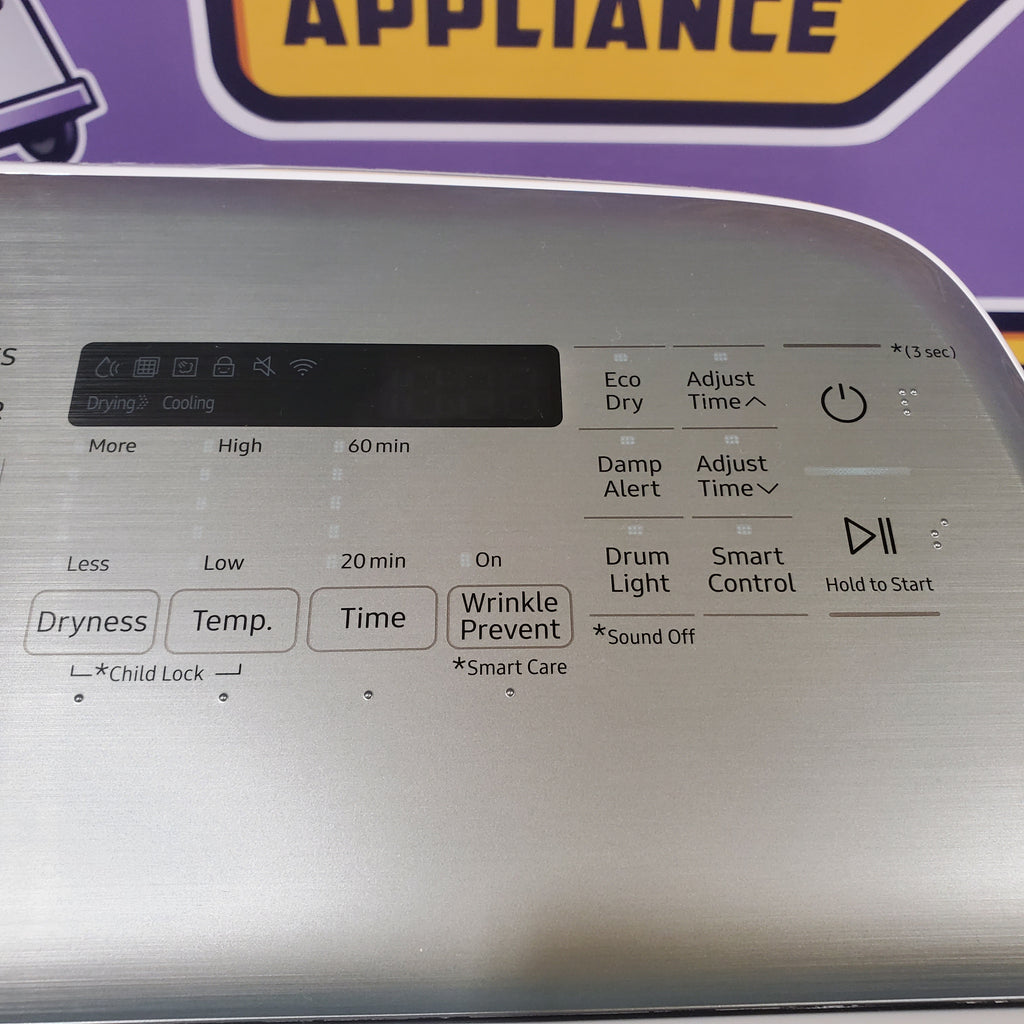 APPLIANCE
*(3 sec)
Drying Cooling
Eco
Dry
Adjust
Time
More High 60 min
Damp
Alert
Adjust
Time
Less Low 20 min On
Drum
Light
Smart
Control
Hold to Start
Dryness Temp. Time Wrinkle
Prevent
*Sound Off
*Child Lock *Smart Care